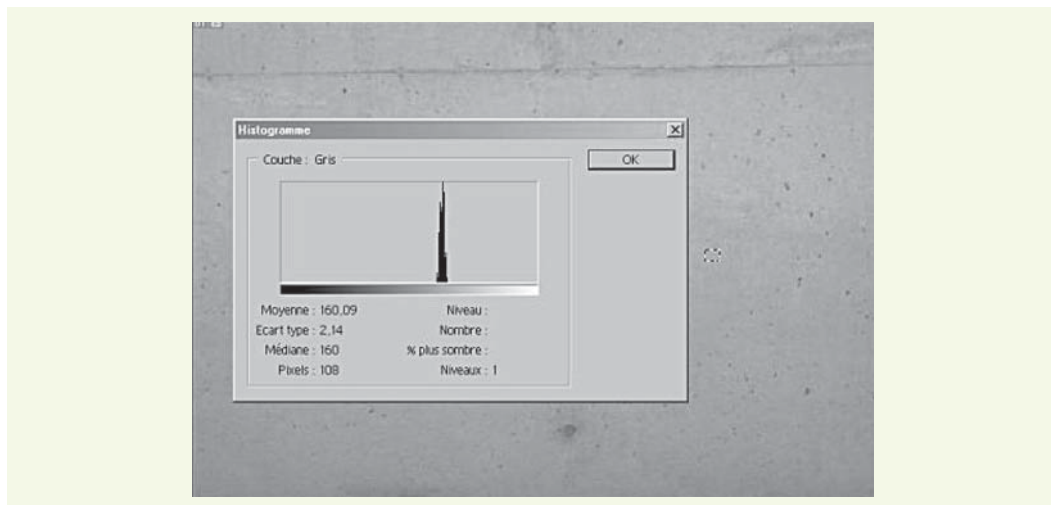 Histogramme
Couche : Gris
OK
Moyenne : 160,09
Niveau :
Ecart type : 2,14
Nombre :
Médiane : 160
% plus sombre :
Pixels : 108
Niveaux : 1